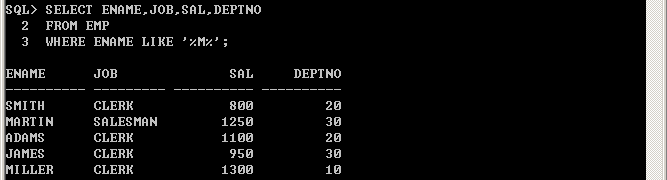 SQL> SELECT ENAME,JOB,SAL,DEPTNO
2 FROM EMP
3 WHERE ENAME LIKE '%M%';
ENAME JOB SAL DEPTNO
---------- --------- ---------- ----------
SMITH CLERK 800 20
MARTIN SALESMAN 1250 30
ADAMS CLERK 1100 20
JAMES CLERK 950 30
MILLER CLERK 1300 10